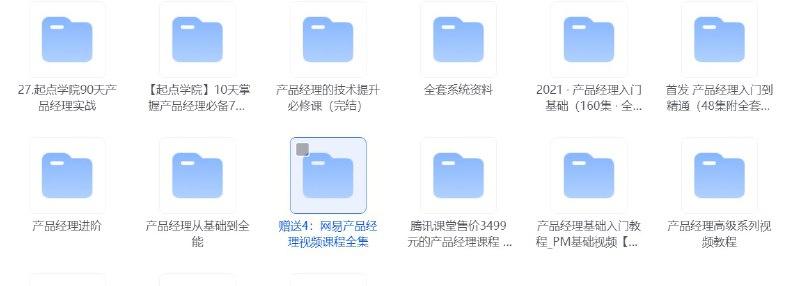 27.起点学院90天产
品经理实战
【起点学院】10天掌
握产品经理必备7...
产品经理的技术提升
必修课（完结）
全套系统资料
2021 · 产品经理入门
基础（160集 · 全...
首发 产品经理入门到
精通（48集附全套...
产品经理进阶
产品经理从基础到全
能
赠送4：网易产品经
理视频课程全集
腾讯课堂售价3499
元的产品经理课程 ...
产品经理基础入门教
程_PM基础视频【...
产品经理高级系列视
频教程